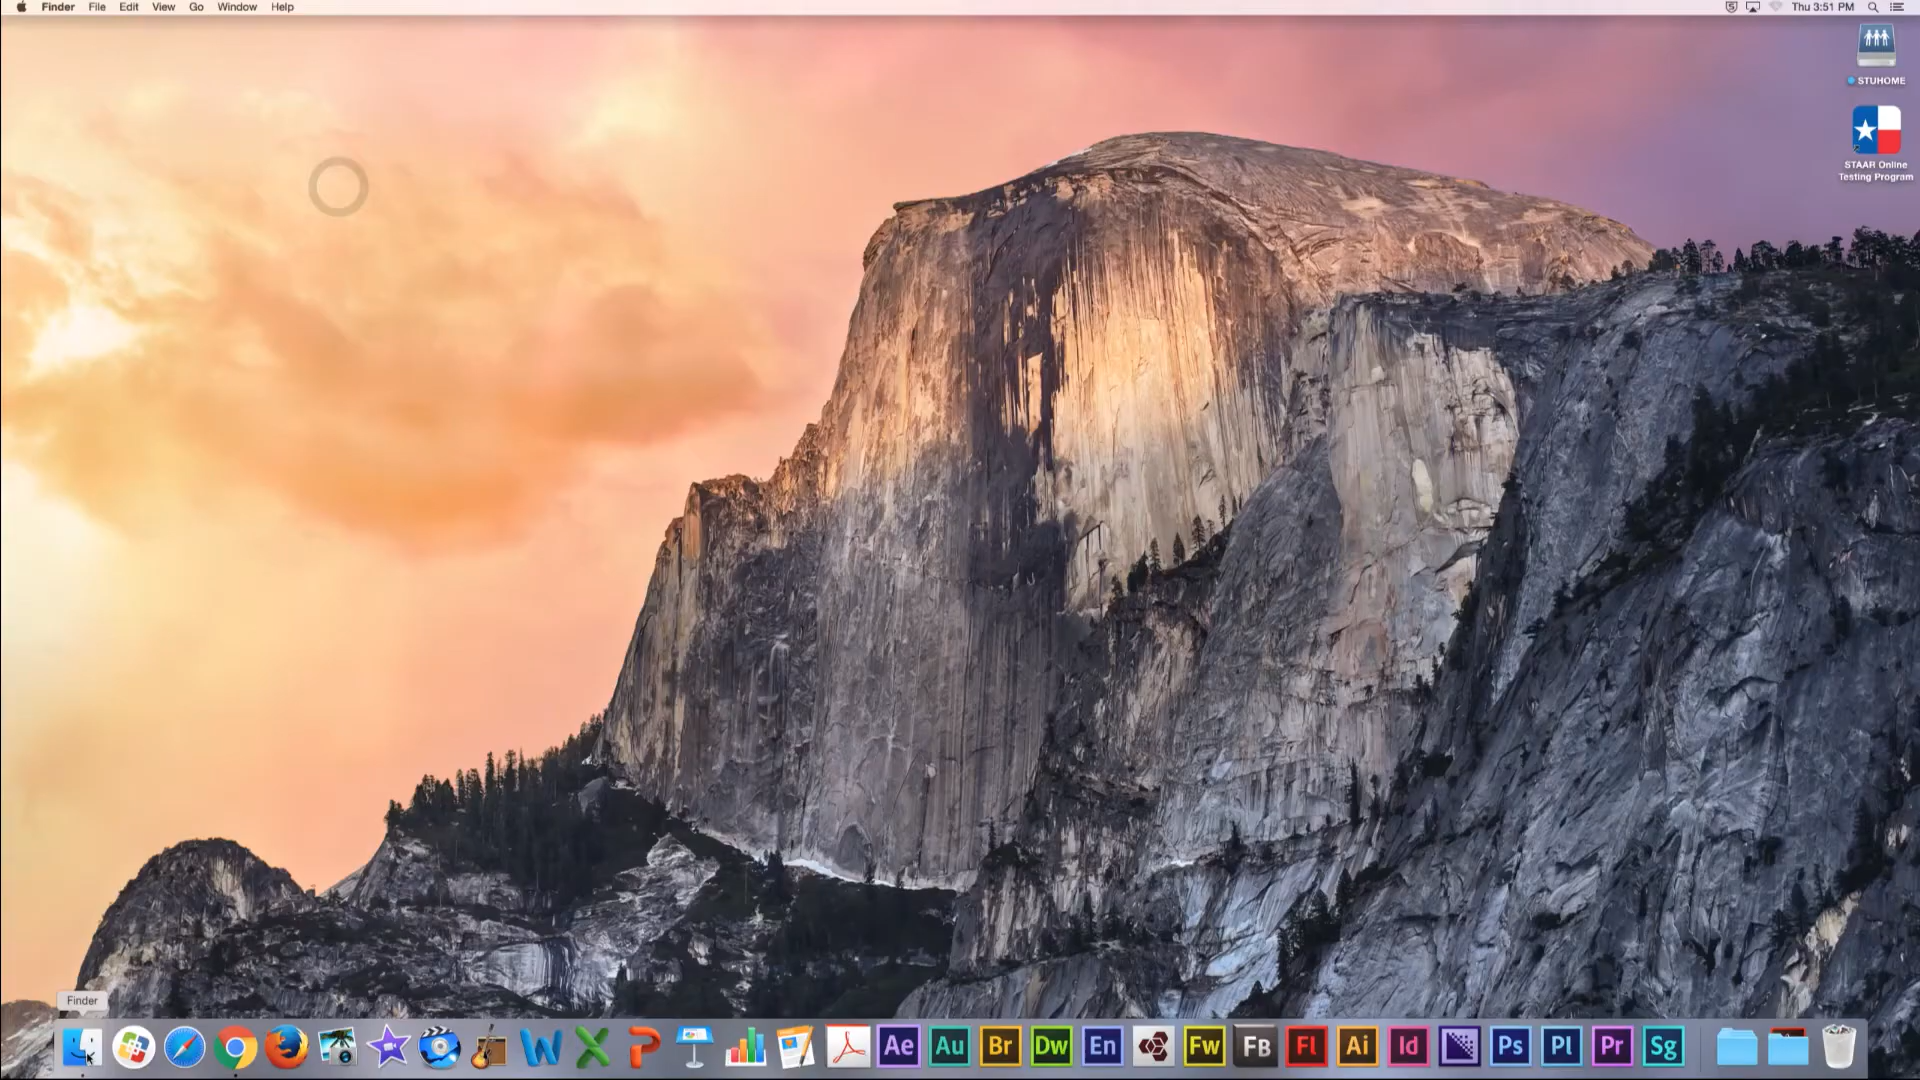 Finder File Edit View Go Window Help
Thu 3:51 PM
STUHOME
STAAR Online
Testing Program
Finder
Ae Au Br Dw En Fw FB Fl Ai Id Ps Pl Pr Sg